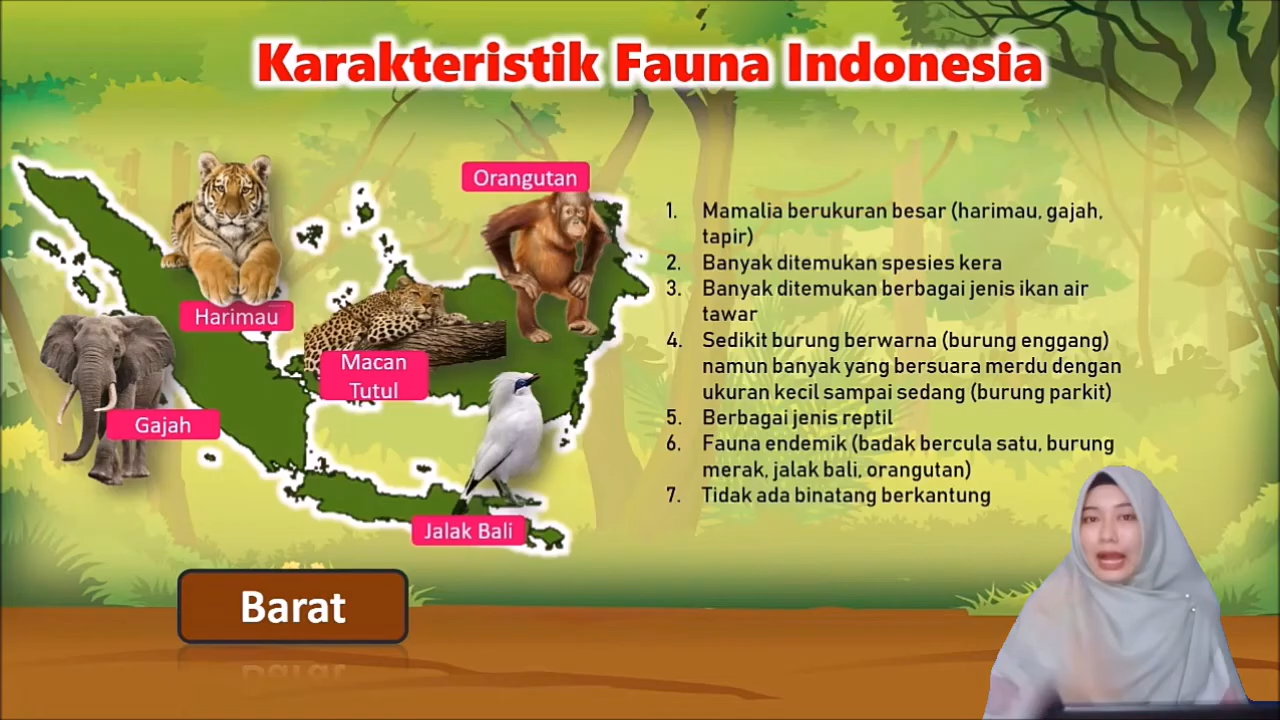 Karakteristik Fauna Indonesia
Orangutan
Harimau
Macan
Tutul
Gajah
Jalak Bali
Barat
1. Mamalia berukuran besar (harimau, gajah,
tapir)
2. Banyak ditemukan spesies kera
3. Banyak ditemukan berbagai jenis ikan air
tawar
4. Sedikit burung berwarna (burung enggang)
namun banyak yang bersuara merdu dengan
ukuran kecil sampai sedang (burung parkit)
5. Berbagai jenis reptil
6. Fauna endemik (badak bercula satu, burung
merak, jalak bali, orangutan)
7. Tidak ada binatang berkantung